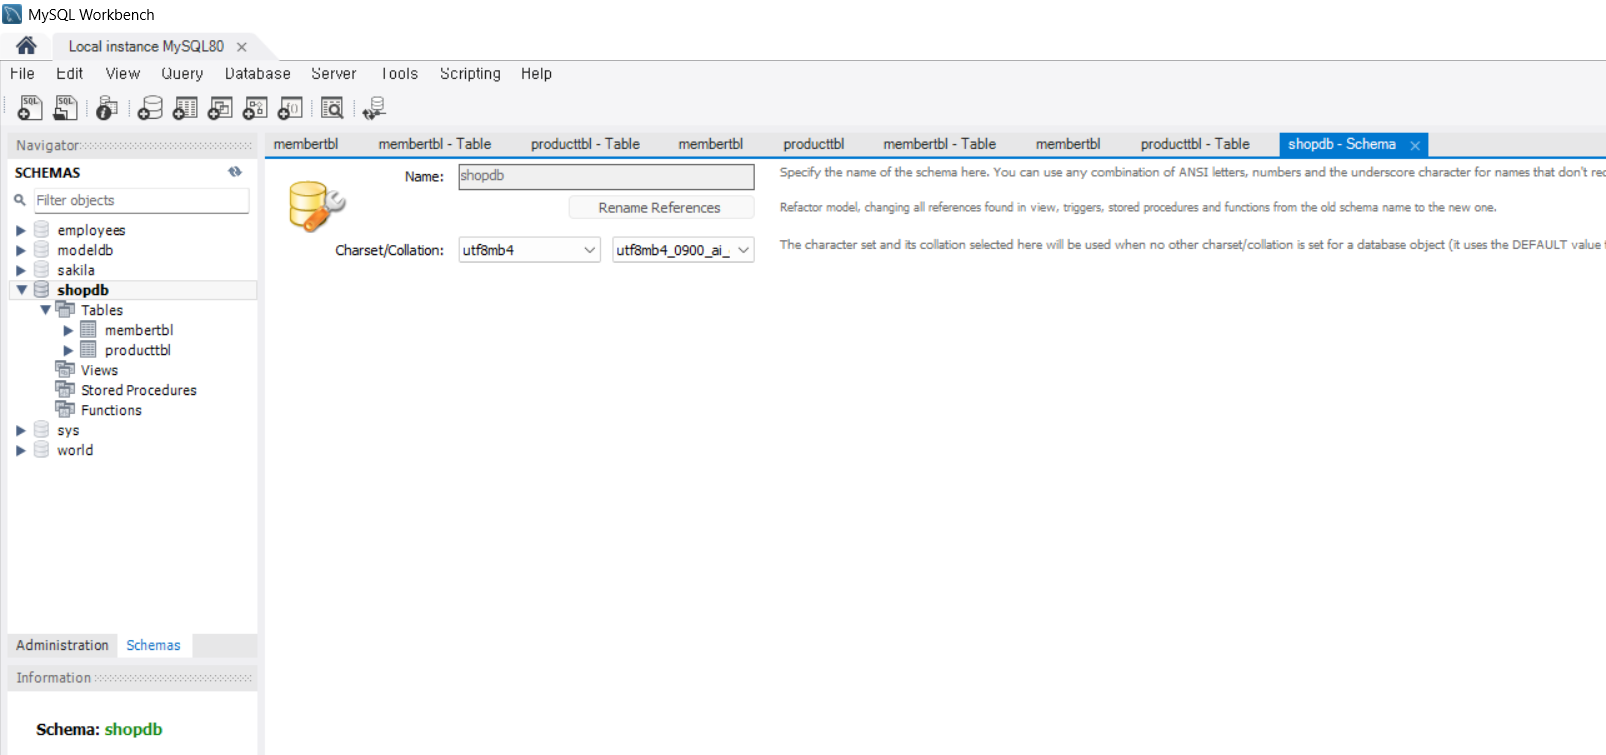 MySQL Workbench
Local instance MySQL80
File Edit View Query Database Server Tools Scripting Help
SQL SQL i f()
Navigator
membertbl membertbl - Table producttbl - Table membertbl producttbl membertbl - Table membertbl producttbl - Table shopdb - Schema
SCHEMAS
Filter objects
employees
modeldb
sakila
shopdb
Tables
membertbl
producttbl
Views
Stored Procedures
Functions
sys
world
Name: shopdb
Specify the name of the schema here. You can use any combination of ANSI letters, numbers and the underscore character for names that don't
Rename References
Refactor model, changing all references found in view, triggers, stored procedures and functions from the old schema name to the new one.
Charset/Collation: utf8mb4 utf8mb4_0900_ai_
The character set and its collation selected here will be used when no other charset/collation is set for a database object (it uses the DEFAULT value
Administration Schemas
Information
Schema: shopdb